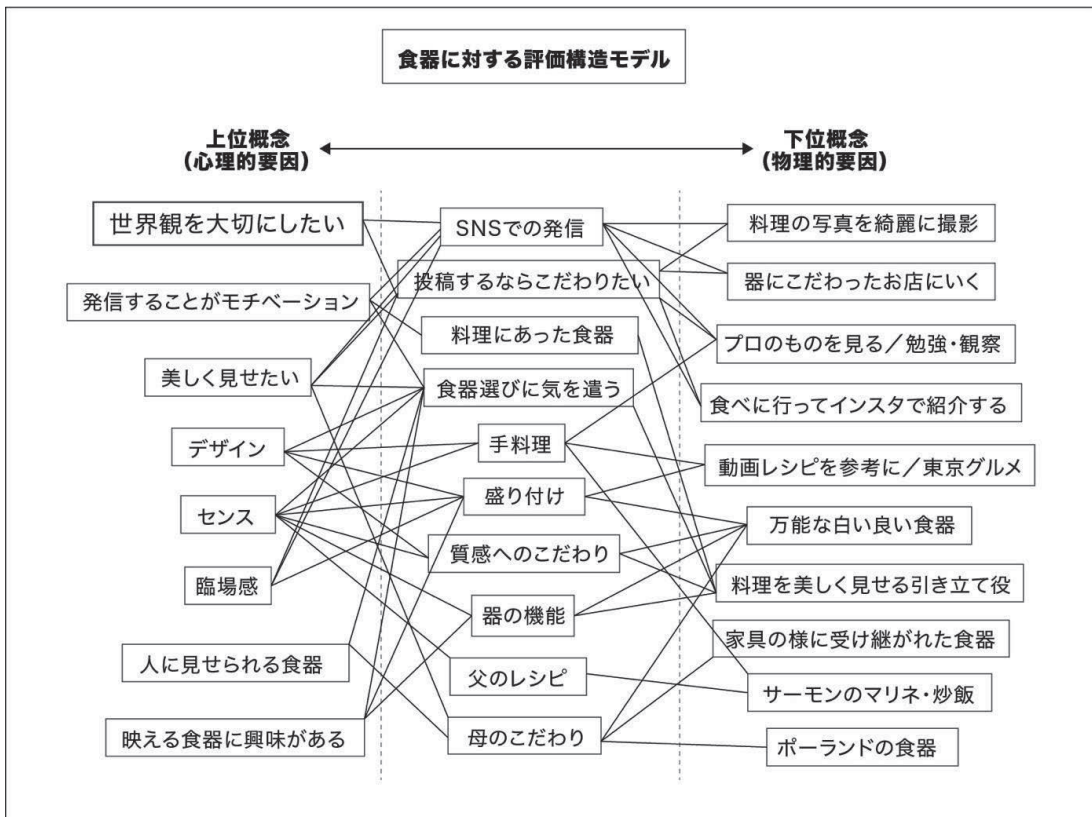 食器に対する評価構造モデル
上位概念
(心理的要因)
下位概念
(物理的要因)
世界観を大切にしたい
発信することがモチベーション
美しく見せたい
デザイン
センス
臨場感
人に見せられる食器
映える食器に興味がある
SNSでの発信
投稿するならこだわりたい
料理にあった食器
食器選びに気を遣う
手料理
盛り付け
質感へのこだわり
器の機能
父のレシピ
母のこだわり
料理の写真を綺麗に撮影
器にこだわったお店にいく
プロのものを見る／勉強・観察
食べに行ってインスタで紹介する
動画レシピを参考に／東京グルメ
万能な白い良い食器
料理を美しく見せる引き立て役
家具の様に受け継がれた食器
サーモンのマリネ・炒飯
ポーランドの食器